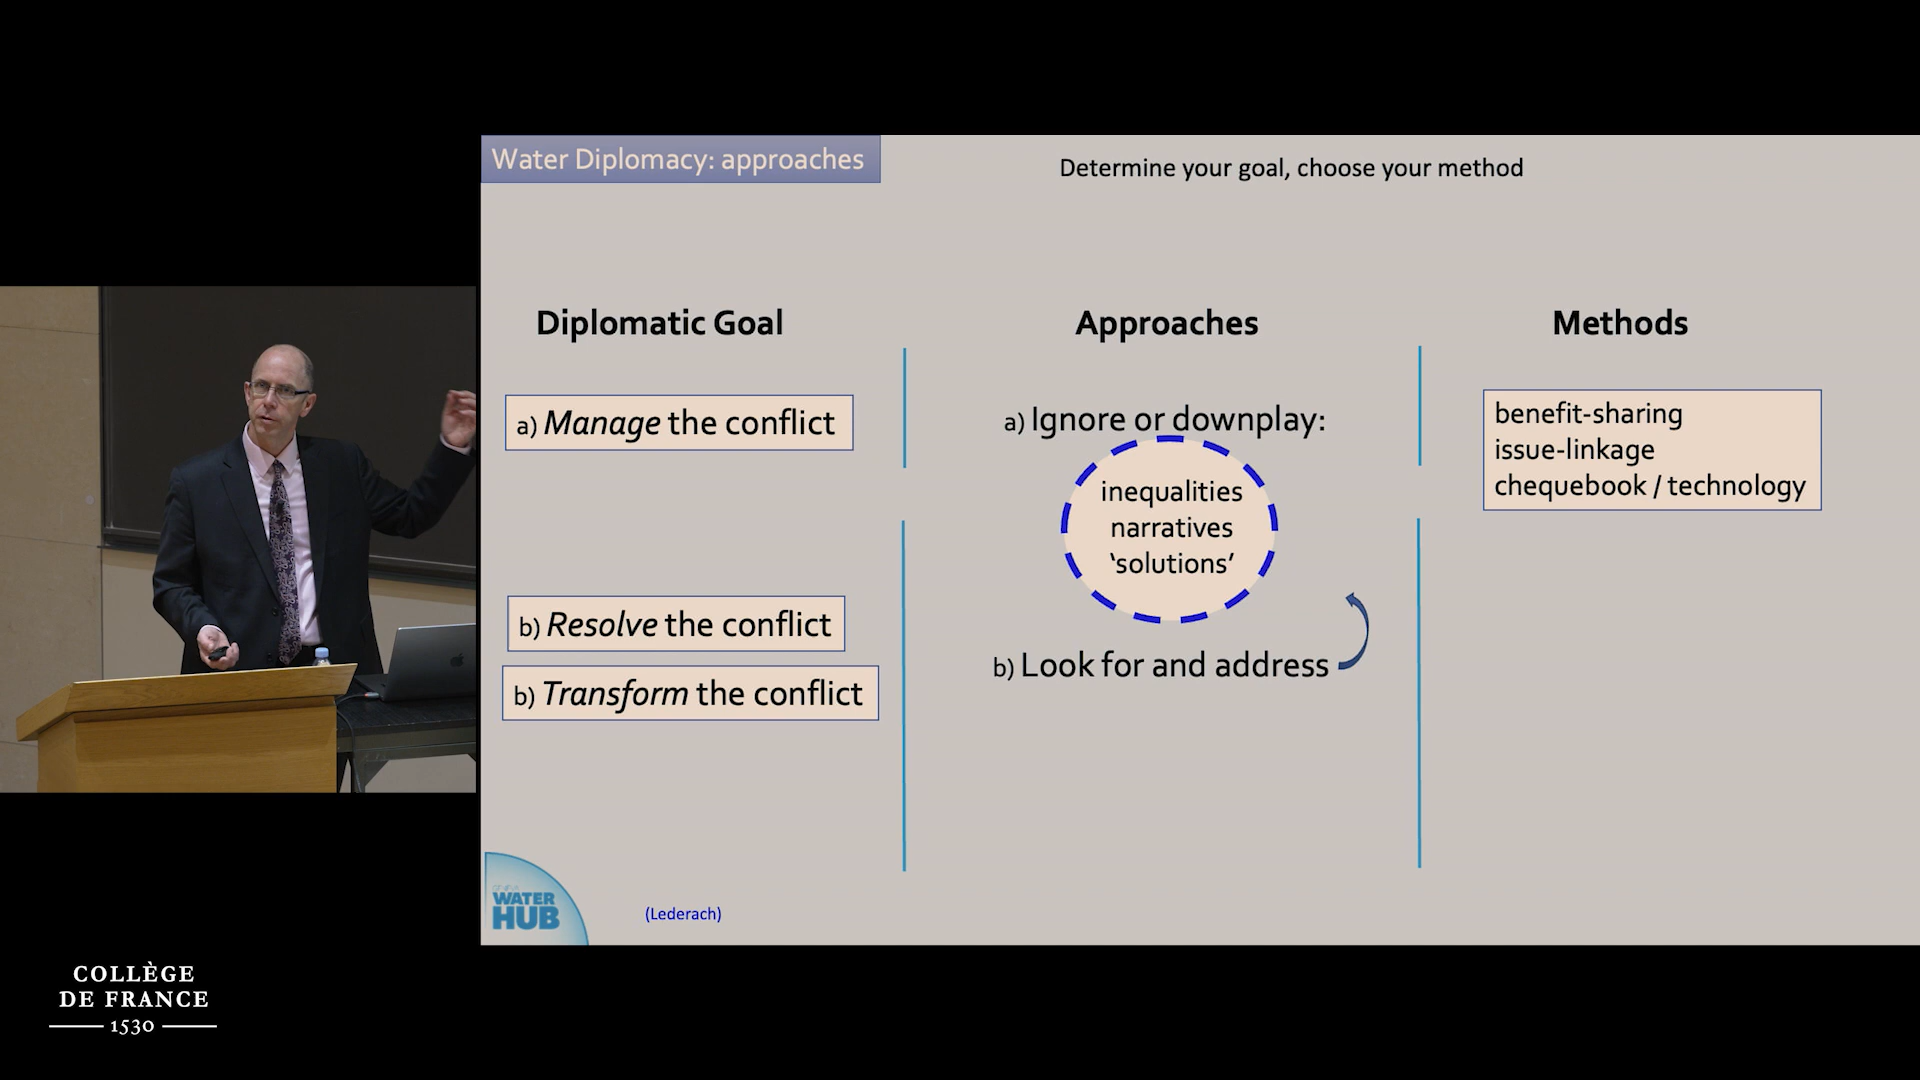 Water Diplomacy: approaches
Determine your goal, choose your method
Diplomatic Goal
Approaches
Methods
a) Manage the conflict
a) Ignore or downplay:
benefit-sharing
issue-linkage
chequebook / technology
inequalities
narratives
‘solutions’
b) Resolve the conflict
b) Look for and address
b) Transform the conflict
WATER
HUB
(Lederach)
COLLÈGE
DE FRANCE
1530